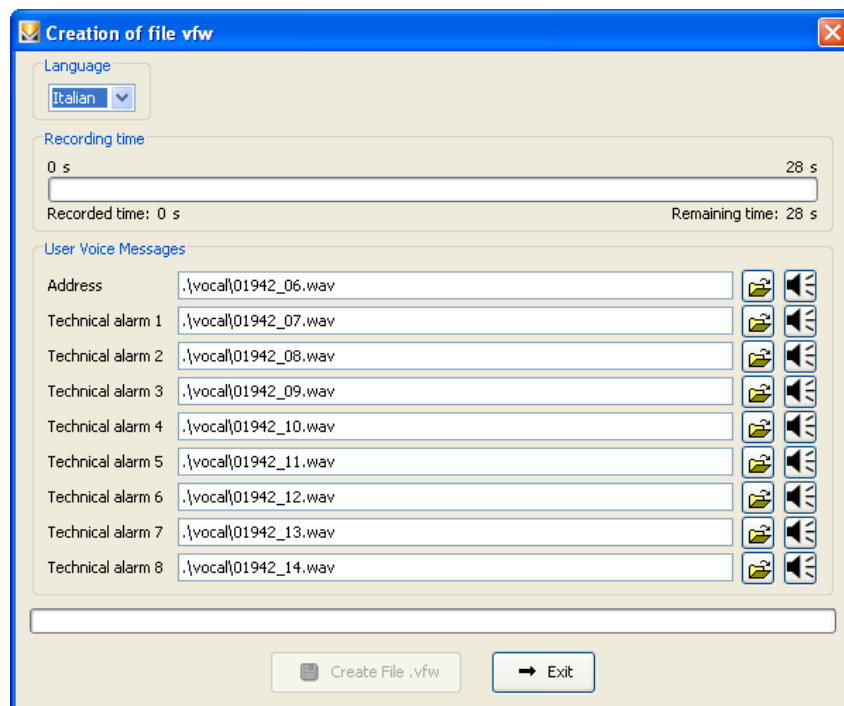 Creation of file vfw
Language
Italian
Recording time
0 s 28 s
Recorded time: 0 s Remaining time: 28 s
User Voice Messages
Address .\vocal\01942_06.wav
Technical alarm 1 .\vocal\01942_07.wav
Technical alarm 2 .\vocal\01942_08.wav
Technical alarm 3 .\vocal\01942_09.wav
Technical alarm 4 .\vocal\01942_10.wav
Technical alarm 5 .\vocal\01942_11.wav
Technical alarm 6 .\vocal\01942_12.wav
Technical alarm 7 .\vocal\01942_13.wav
Technical alarm 8 .\vocal\01942_14.wav
Create File .vfw Exit